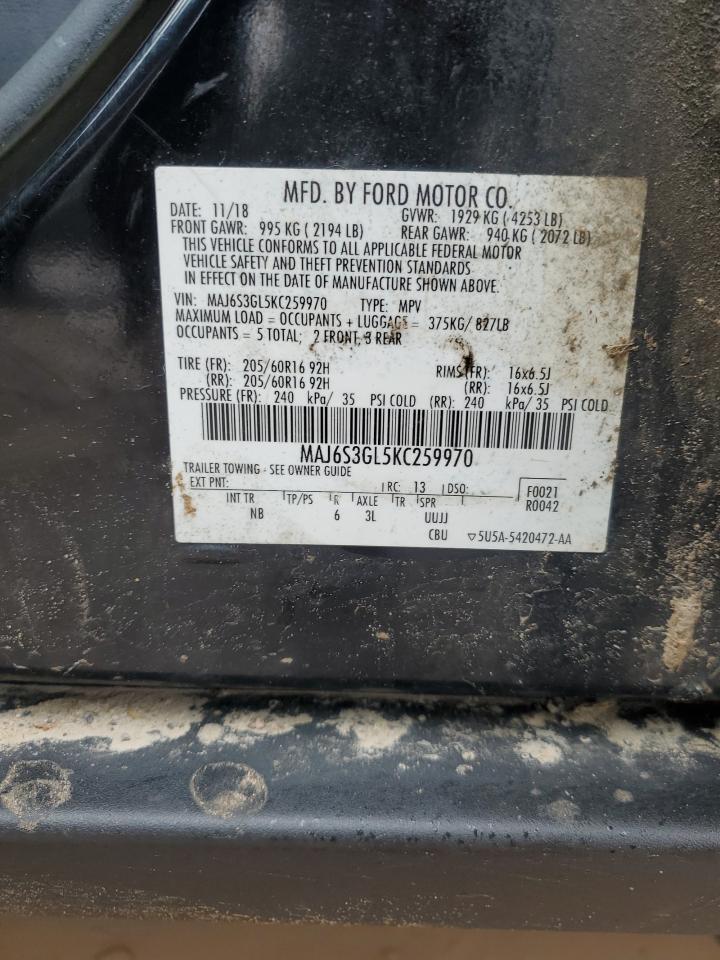 MFD. BY FORD MOTOR CO.
DATE: 11/18 GVWR: 1929 KG ( 4253 LB)
FRONT GAWR: 995 KG ( 2194 LB) REAR GAWR: 940 KG ( 2072 LB)
THIS VEHICLE CONFORMS TO ALL APPLICABLE FEDERAL MOTOR
VEHICLE SAFETY AND THEFT PREVENTION STANDARDS
IN EFFECT ON THE DATE OF MANUFACTURE SHOWN ABOVE.
VIN: MAJ6S3GL5KC259970 TYPE: MPV
MAXIMUM LOAD = OCCUPANTS + LUGGAGE = 375KG/ 827LB
OCCUPANTS = 5 TOTAL; 2 FRONT, 3 REAR
TIRE (FR): 205/60R16 92H RIMS(FR): 16x6.5J
(RR): 205/60R16 92H (RR): 16x6.5J
PRESSURE (FR): 240 kPa/ 35 PSI COLD (RR): 240 kPa/ 35 PSI COLD
MAJ6S3GL5KC259970
TRAILER TOWING - SEE OWNER GUIDE
EXT PNT: RC: 13 DSO: F0021
INT TR TP/PS R AXLE TR SPR R0042
NB 6 3L UUJJ
CBU ▽5U5A-5420472-AA